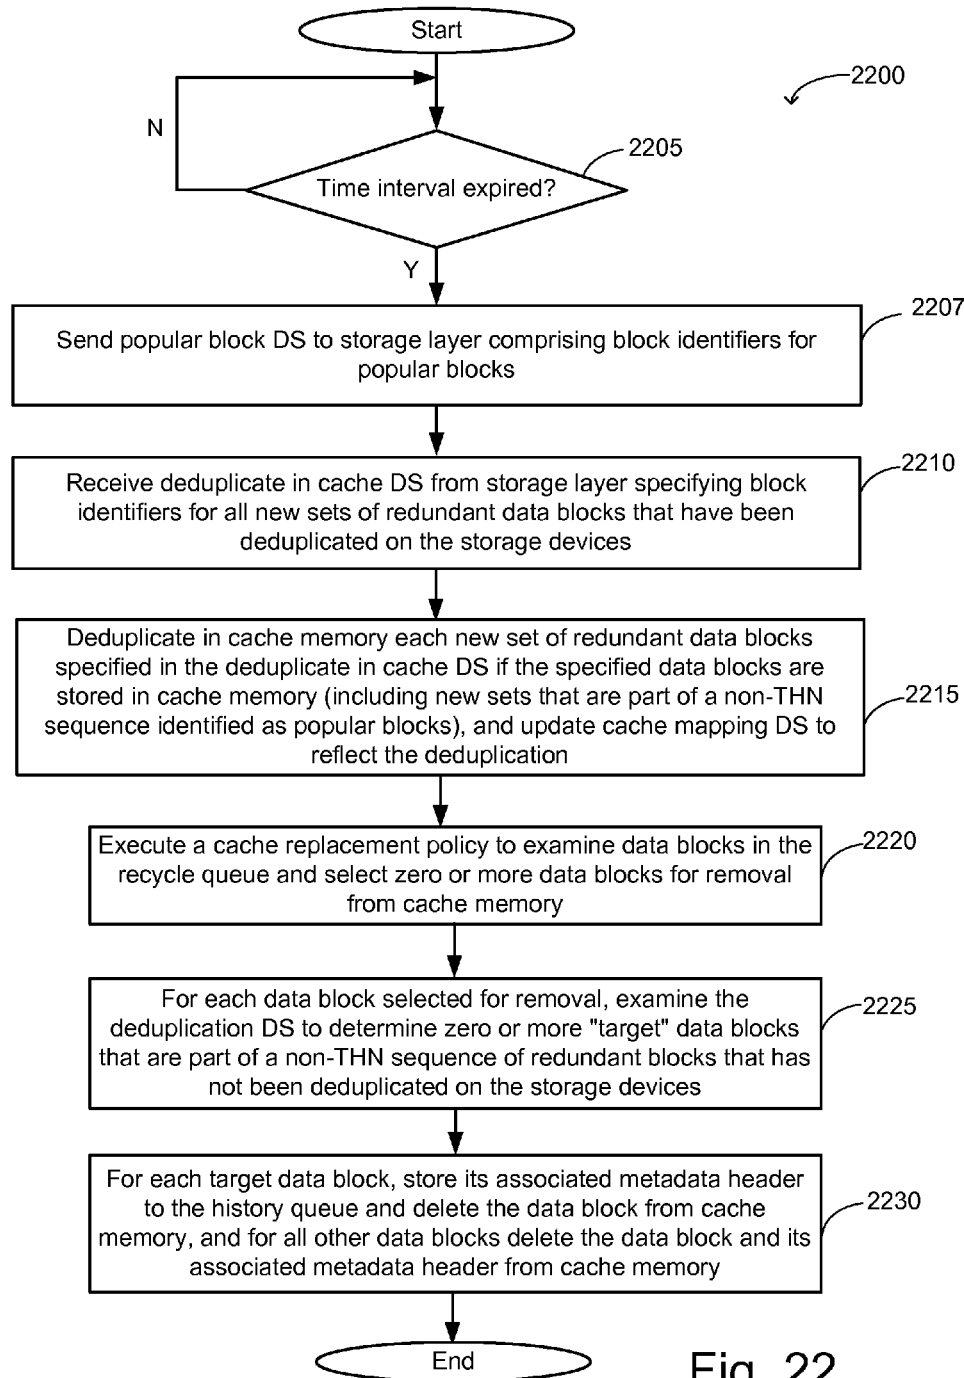 Start
2200
N
2205
Time interval expired?
Y
2207
Send popular block DS to storage layer comprising block identifiers for
popular blocks
2210
Receive deduplicate in cache DS from storage layer specifying block
identifiers for all new sets of redundant data blocks that have been
deduplicated on the storage devices
Deduplicate in cache memory each new set of redundant data blocks
specified in the deduplicate in cache DS if the specified data blocks are
stored in cache memory (including new sets that are part of a non-THN
sequence identified as popular blocks), and update cache mapping DS to
reflect the deduplication
2215
Execute a cache replacement policy to examine data blocks in the
recycle queue and select zero or more data blocks for removal
from cache memory
2220
For each data block selected for removal, examine the
deduplication DS to determine zero or more "target" data blocks
that are part of a non-THN sequence of redundant blocks that has
not been deduplicated on the storage devices
2225
For each target data block, store its associated metadata header
to the history queue and delete the data block from cache
memory, and for all other data blocks delete the data block and its
associated metadata header from cache memory
2230
End
Fig. 22